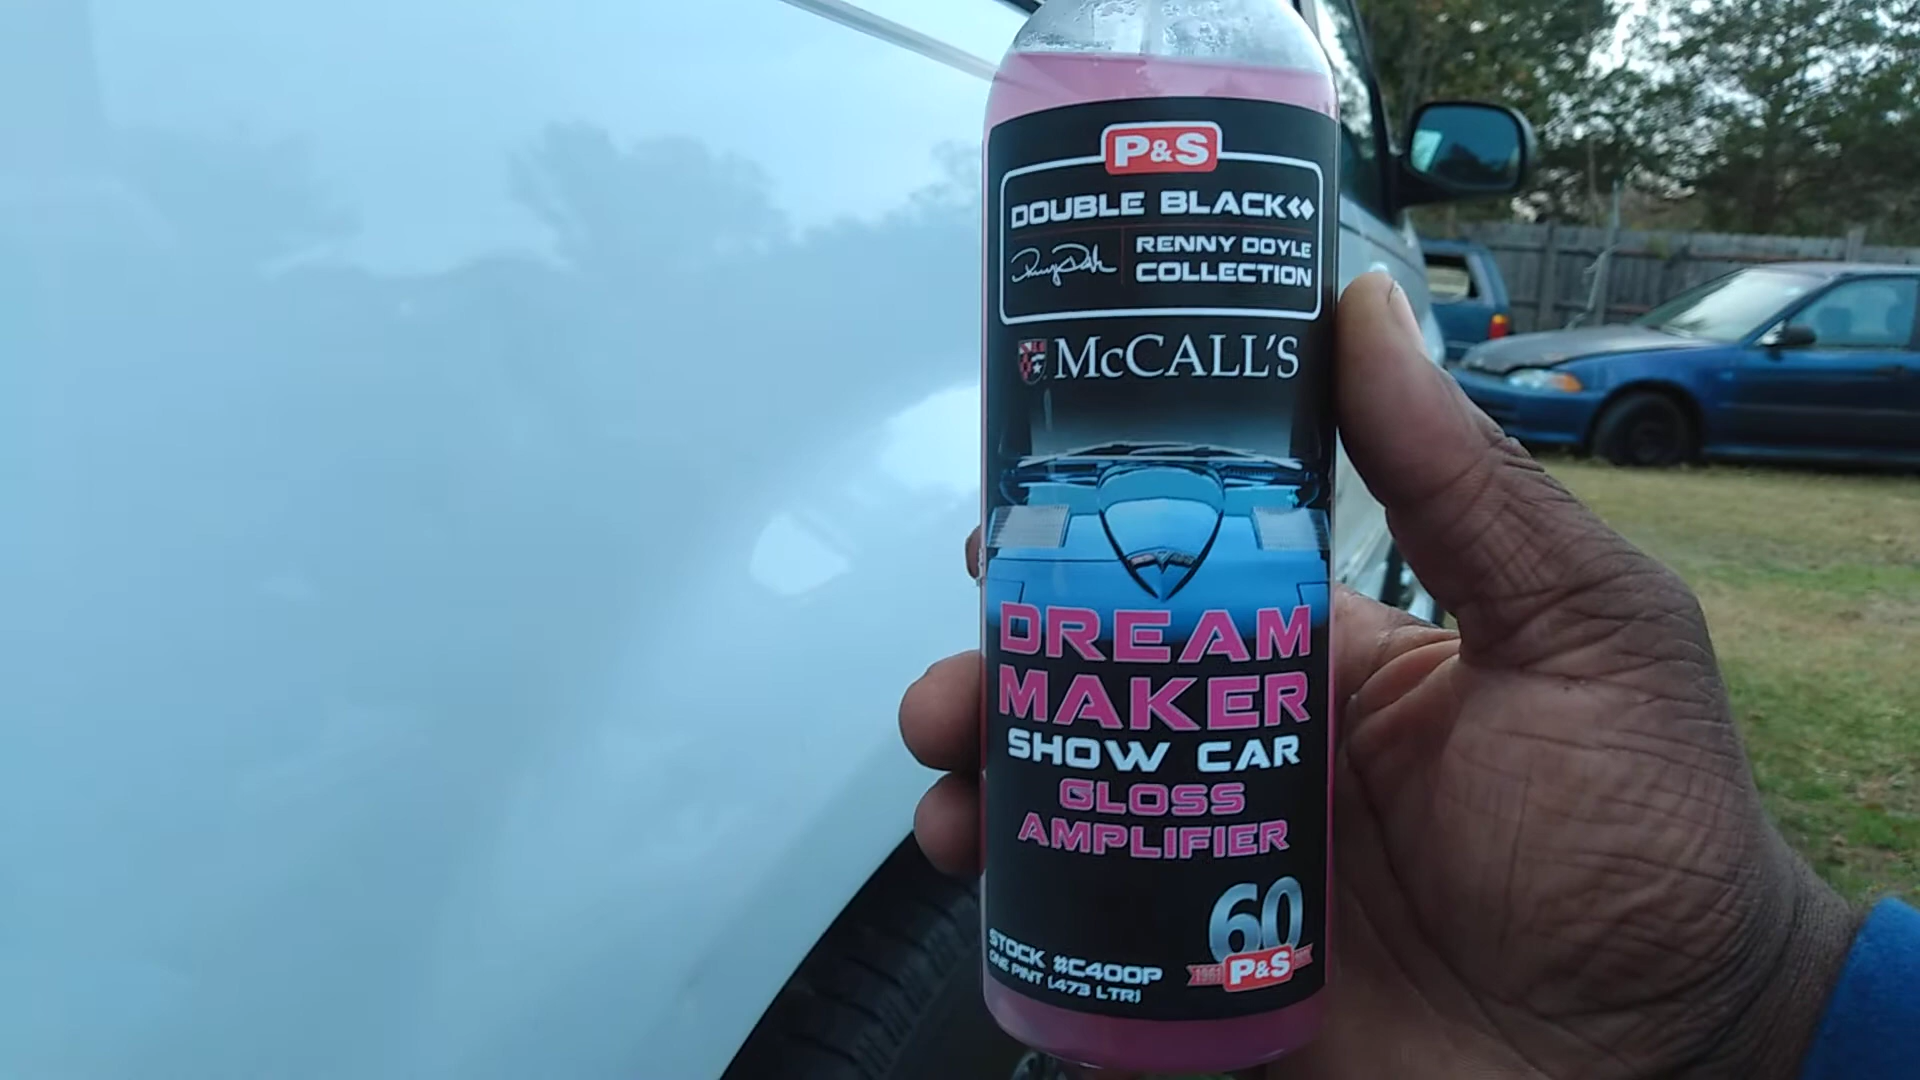 P&S
DOUBLE BLACK
RENNY DOYLE
COLLECTION
McCALL'S
DREAM
MAKER
SHOW CAR
GLOSS
AMPLIFIER
60
STOCK #C400P
ONE PINT (.473 LTR)
1961
P&S